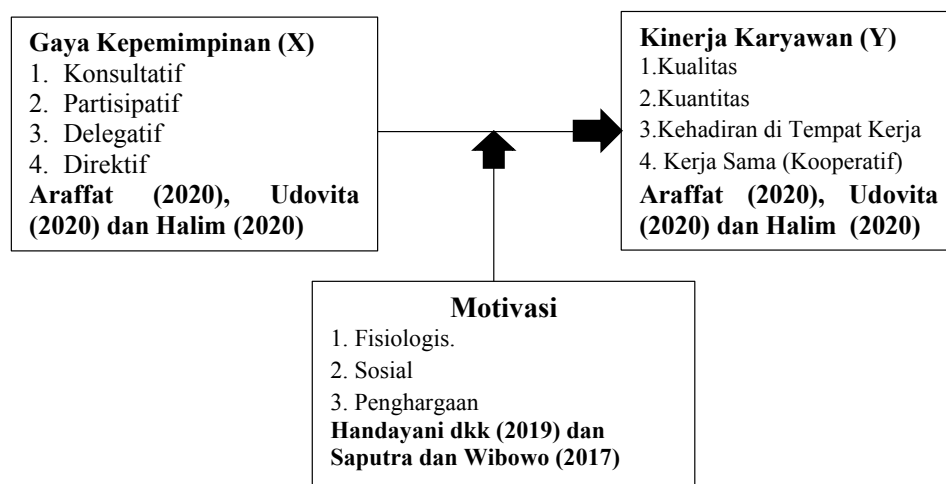 Gaya Kepemimpinan (X)
1. Konsultatif
2. Partisipatif
3. Delegatif
4. Direktif
Araffat (2020), Udovita
(2020) dan Halim (2020)
Kinerja Karyawan (Y)
1.Kualitas
2.Kuantitas
3.Kehadiran di Tempat Kerja
4. Kerja Sama (Kooperatif)
Araffat (2020), Udovita
(2020) dan Halim (2020)
Motivasi
1. Fisiologis.
2. Sosial
3. Penghargaan
Handayani dkk (2019) dan
Saputra dan Wibowo (2017)